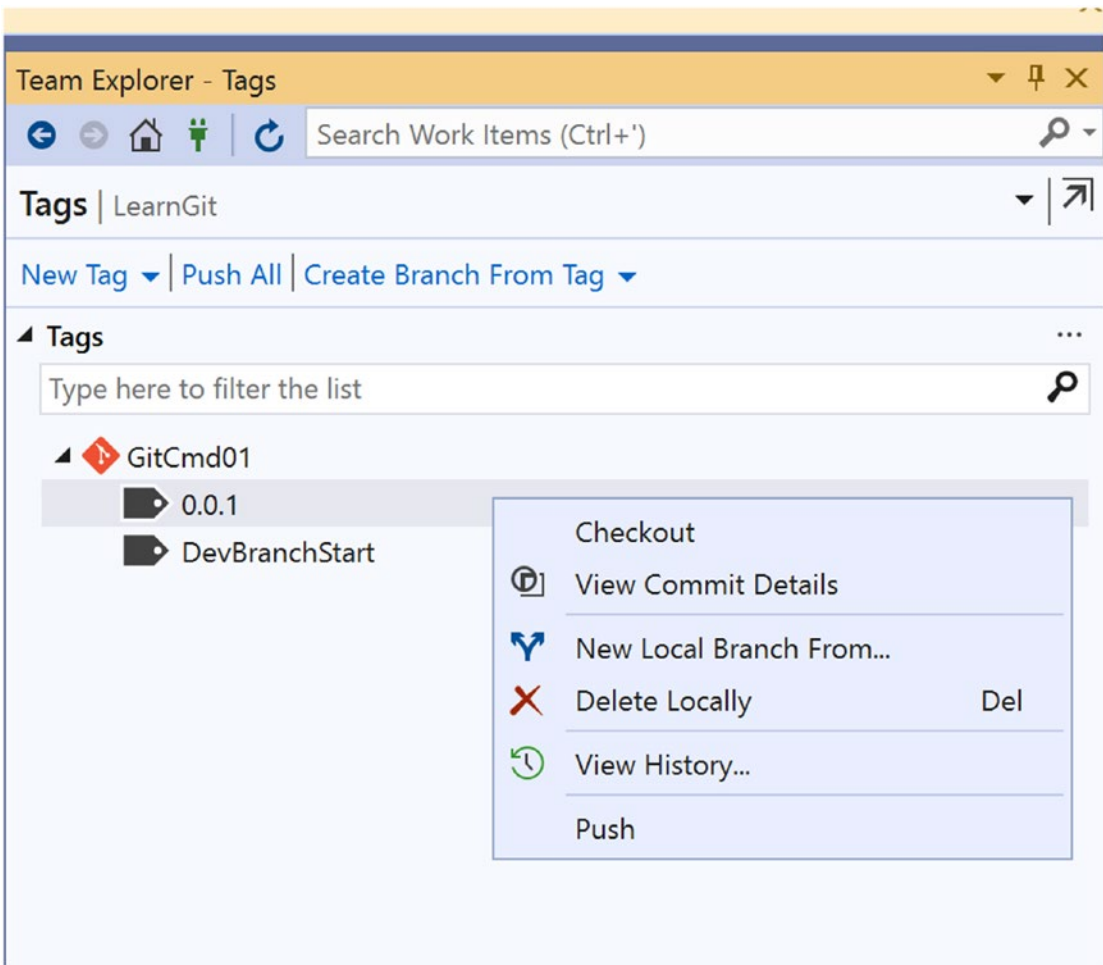 Team Explorer - Tags
Search Work Items (Ctrl+')
Tags | LearnGit
New Tag | Push All | Create Branch From Tag
Tags ...
Type here to filter the list
GitCmd01
0.0.1
DevBranchStart
Checkout
View Commit Details
New Local Branch From...
Delete Locally Del
View History...
Push